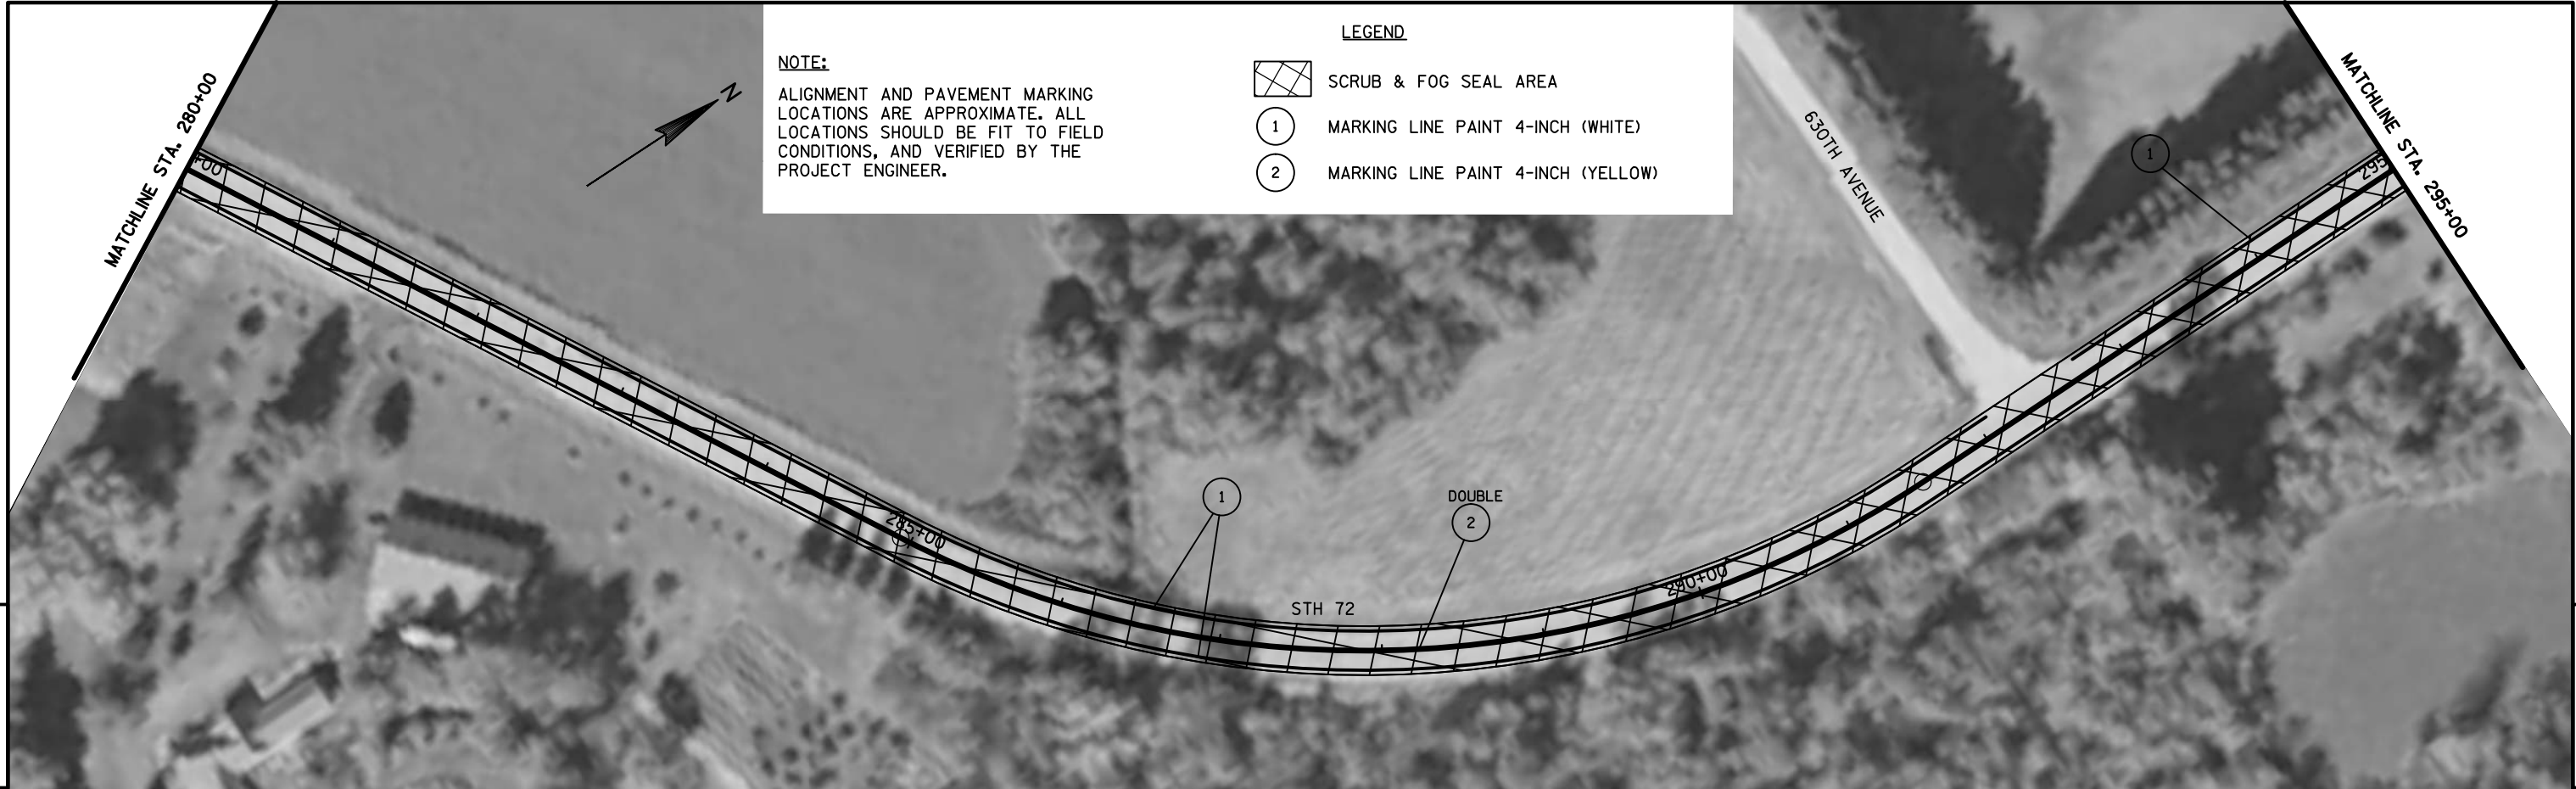 MATCHLINE STA. 280+00
+00
N
NOTE:
ALIGNMENT AND PAVEMENT MARKING
LOCATIONS ARE APPROXIMATE. ALL
LOCATIONS SHOULD BE FIT TO FIELD
CONDITIONS, AND VERIFIED BY THE
PROJECT ENGINEER.
LEGEND
SCRUB & FOG SEAL AREA
1 MARKING LINE PAINT 4-INCH (WHITE)
2 MARKING LINE PAINT 4-INCH (YELLOW)
630TH AVENUE
1
MATCHLINE STA. 295+00
295
285+00
1
DOUBLE
2
STH 72
290+00